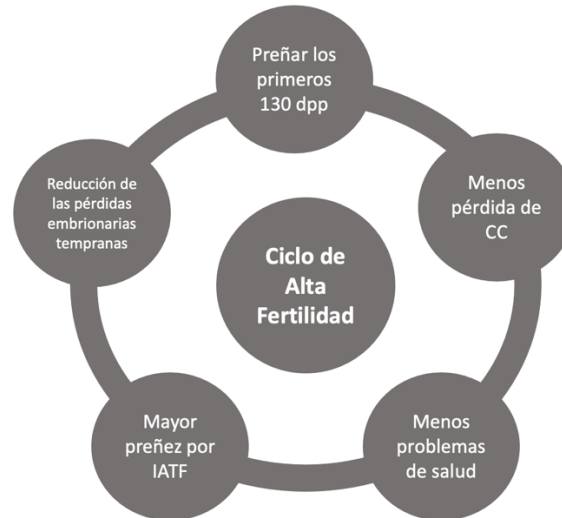 Preñar los
primeros
130 dpp
Menos
pérdida de
CC
Menos
problemas
de salud
Mayor
preñez por
IATF
Reducción de
las pérdidas
embrionarias
tempranas
Ciclo de
Alta
Fertilidad